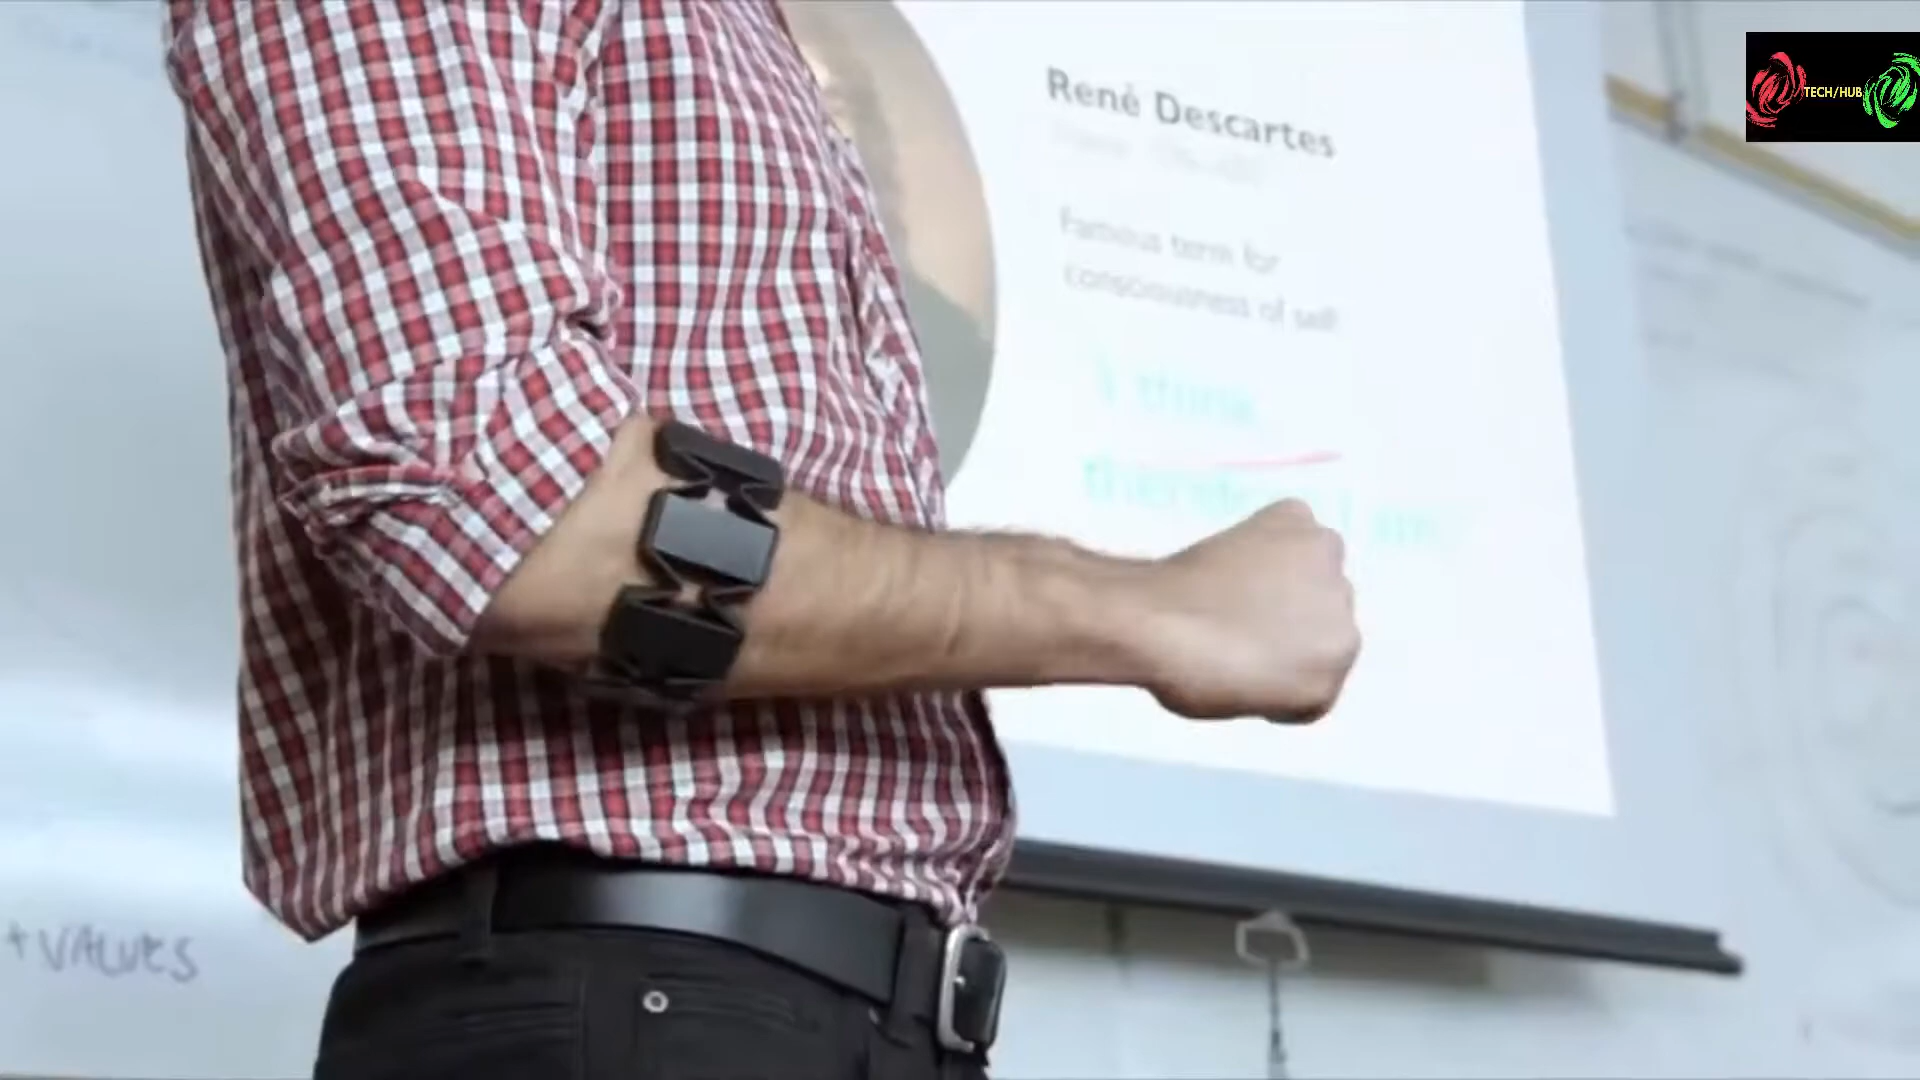 René Descartes
Famous term for
consciousness of self
I think
therefore I am
TECH/HUB
+ VALUES